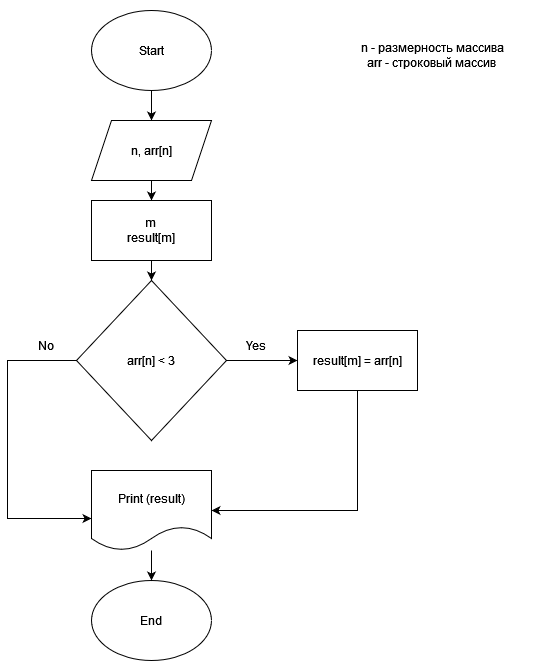 Start
n - размерность массива
arr - строковый массив
n, arr[n]
m
result[m]
No
arr[n] < 3
Yes
result[m] = arr[n]
Print (result)
End